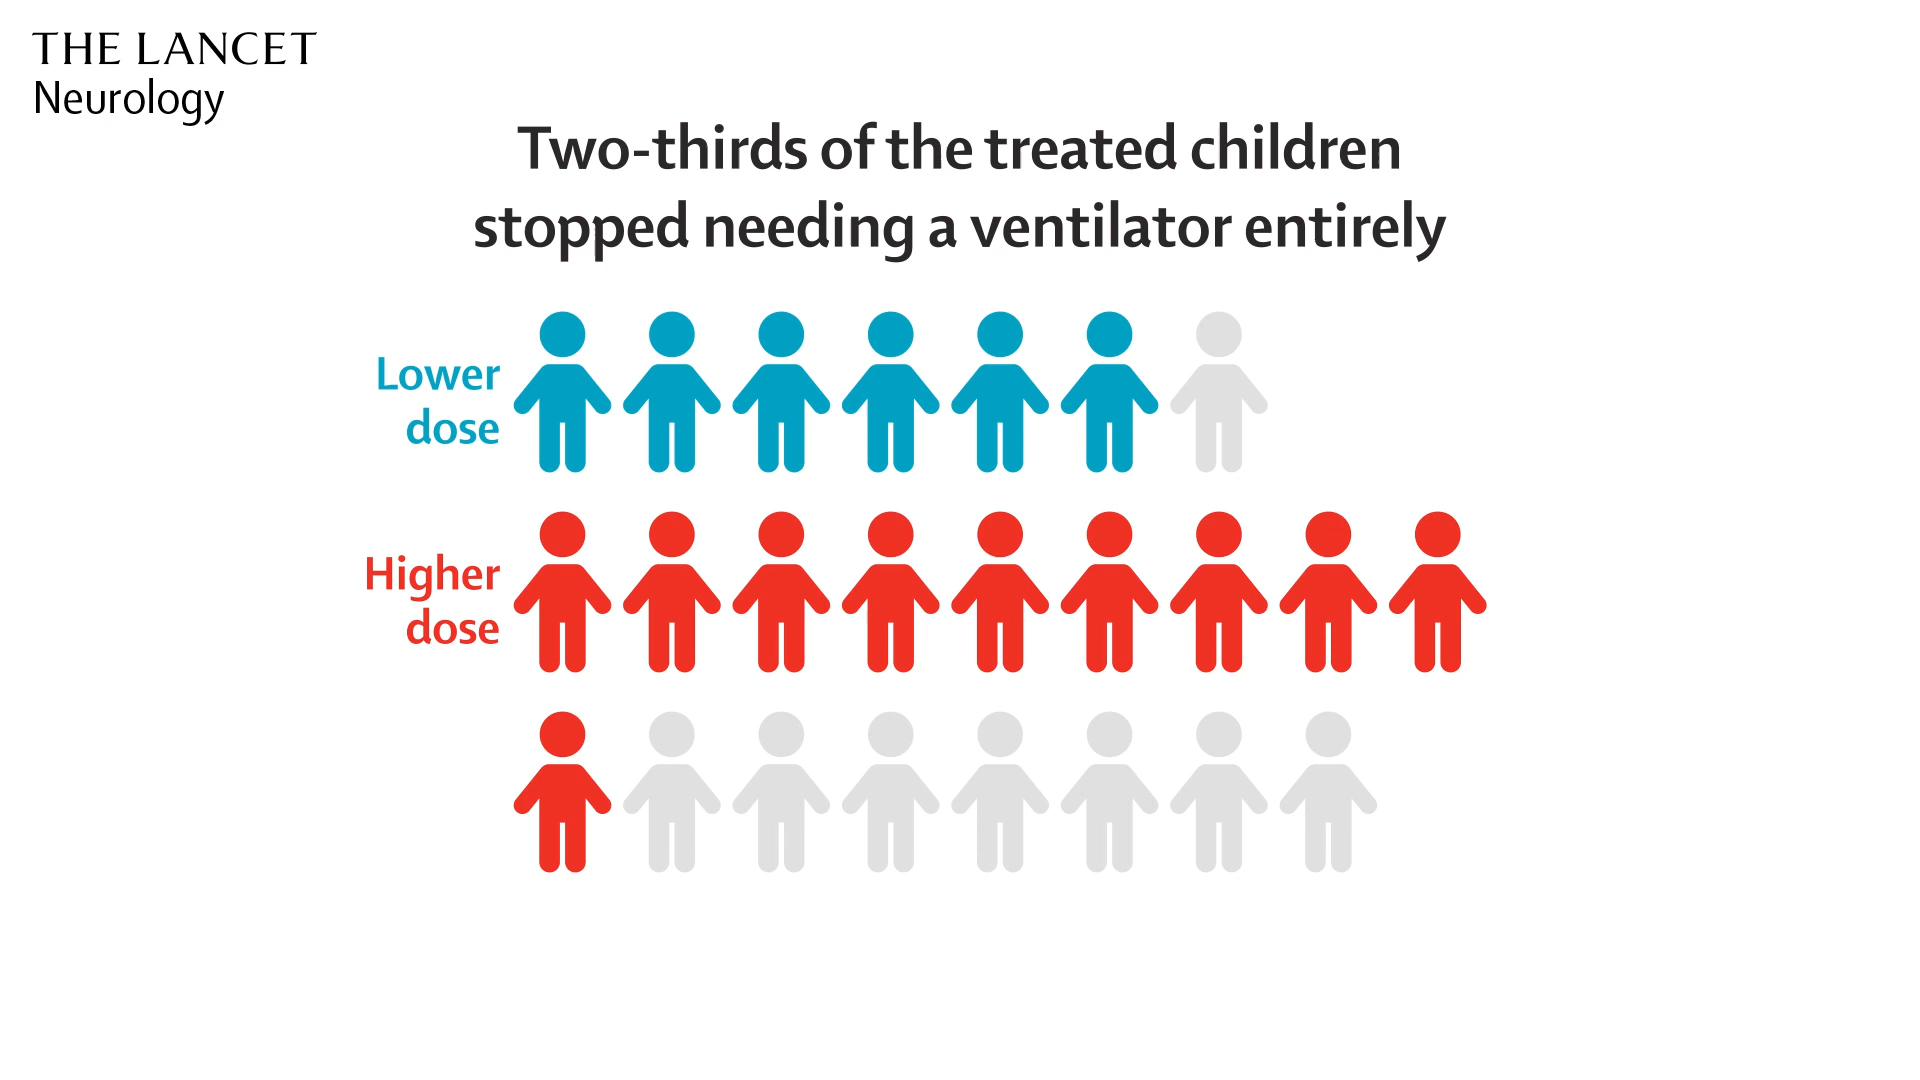 THE LANCET
Neurology
Two-thirds of the treated children
stopped needing a ventilator entirely
Lower
dose
Higher
dose